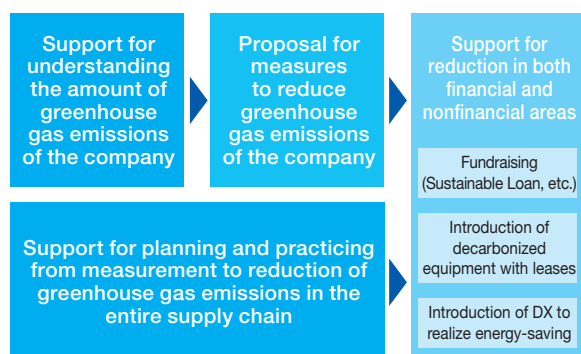 Support for
understanding
the amount of
greenhouse
gas emissions
of the company
Proposal for
measures
to reduce
greenhouse
gas emissions
of the company
Support for
reduction in both
financial and
nonfinancial areas
Fundraising
(Sustainable Loan, etc.)
Introduction of
decarbonized
equipment with leases
Introduction of DX to
realize energy-saving
Support for planning and practicing
from measurement to reduction of
greenhouse gas emissions in the
entire supply chain